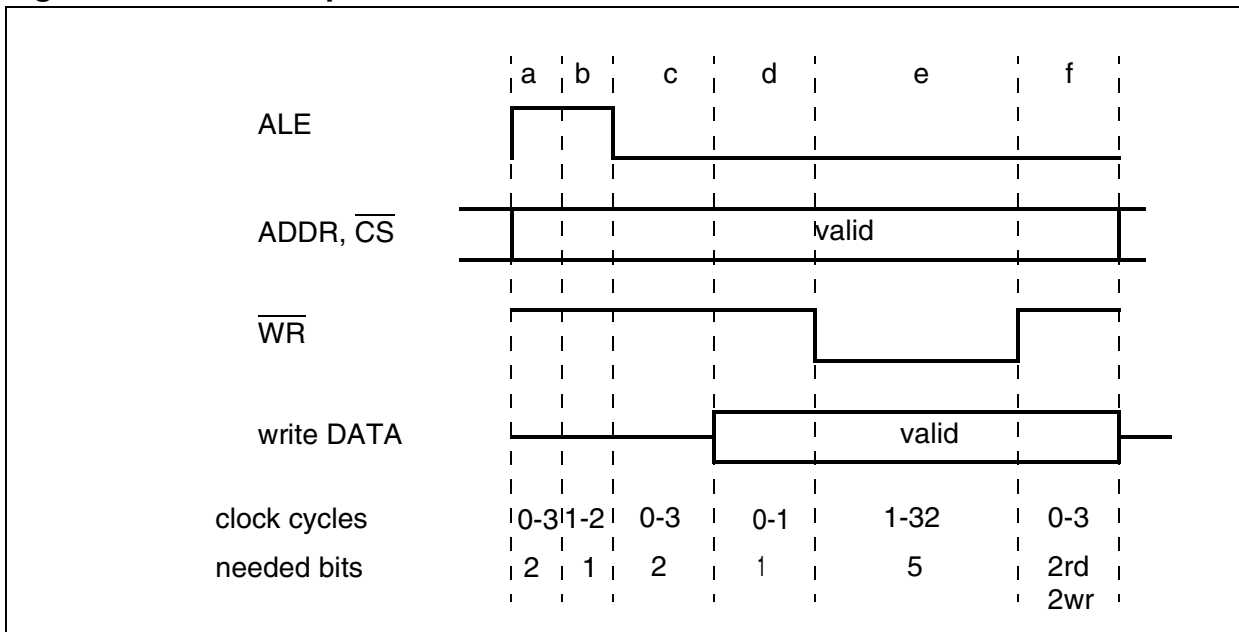 a b c d e f
ALE
ADDR, CS
valid
WR
write DATA
valid
clock cycles 0-3 1-2 0-3 0-1 1-32 0-3
needed bits 2 1 2 1 5 2rd
2wr